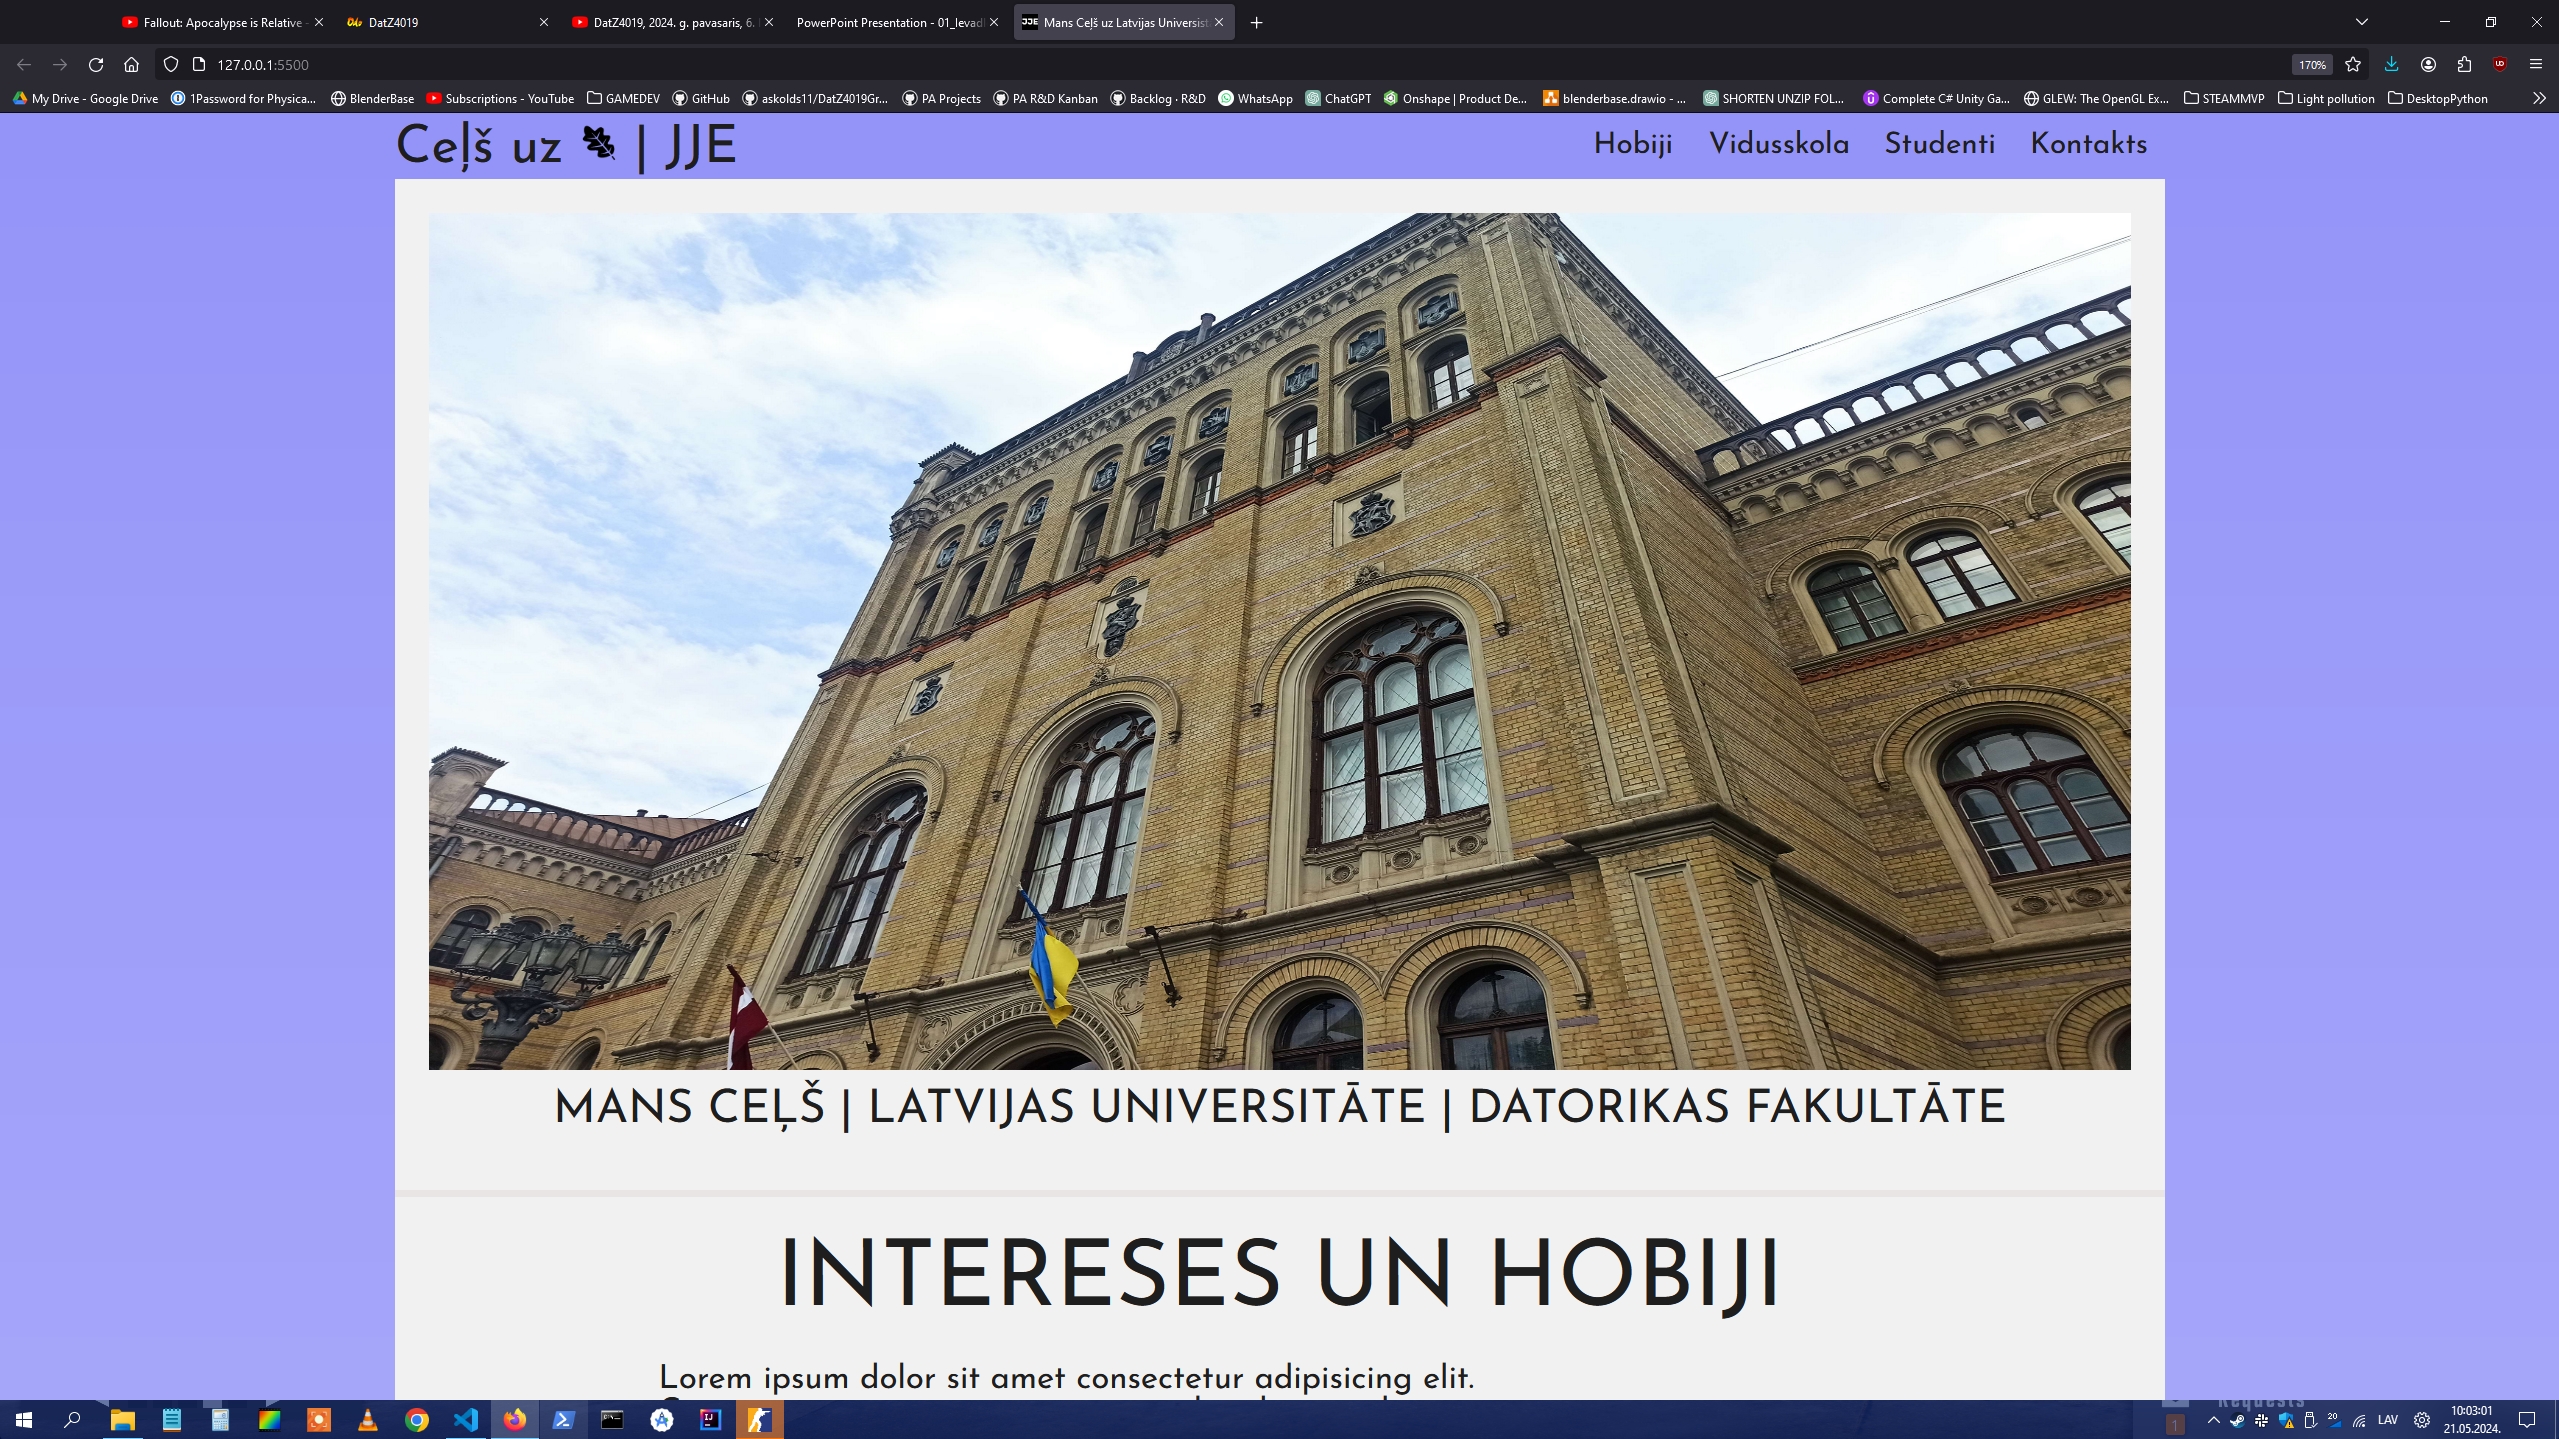 Fallout: Apocalypse is Relative -
DatZ4019
DatZ4019, 2024. g. pavasaris, 6.
PowerPoint Presentation - 01_Ievad
Mans Ceļš uz Latvijas Universit
127.0.0.1:5500
170%
My Drive - Google Drive
1Password for Physica...
BlenderBase
Subscriptions - YouTube
GAMEDEV
GitHub
askolds11/DatZ4019Gr...
PA Projects
PA R&D Kanban
Backlog · R&D
WhatsApp
ChatGPT
Onshape | Product De...
blenderbase.drawio - ...
SHORTEN UNZIP FOL...
Complete C# Unity Ga...
GLEW: The OpenGL Ex...
STEAMMVP
Light pollution
DesktopPython
Ceļš uz | JJE
Hobiji
Vidusskola
Studenti
Kontakts
MANS CEĻŠ | LATVIJAS UNIVERSITĀTE | DATORIKAS FAKULTĀTE
INTERESES UN HOBIJI
Lorem ipsum dolor sit amet consectetur adipisicing elit.
Requests
1
20
LAV
10:03:01
21.05.2024.